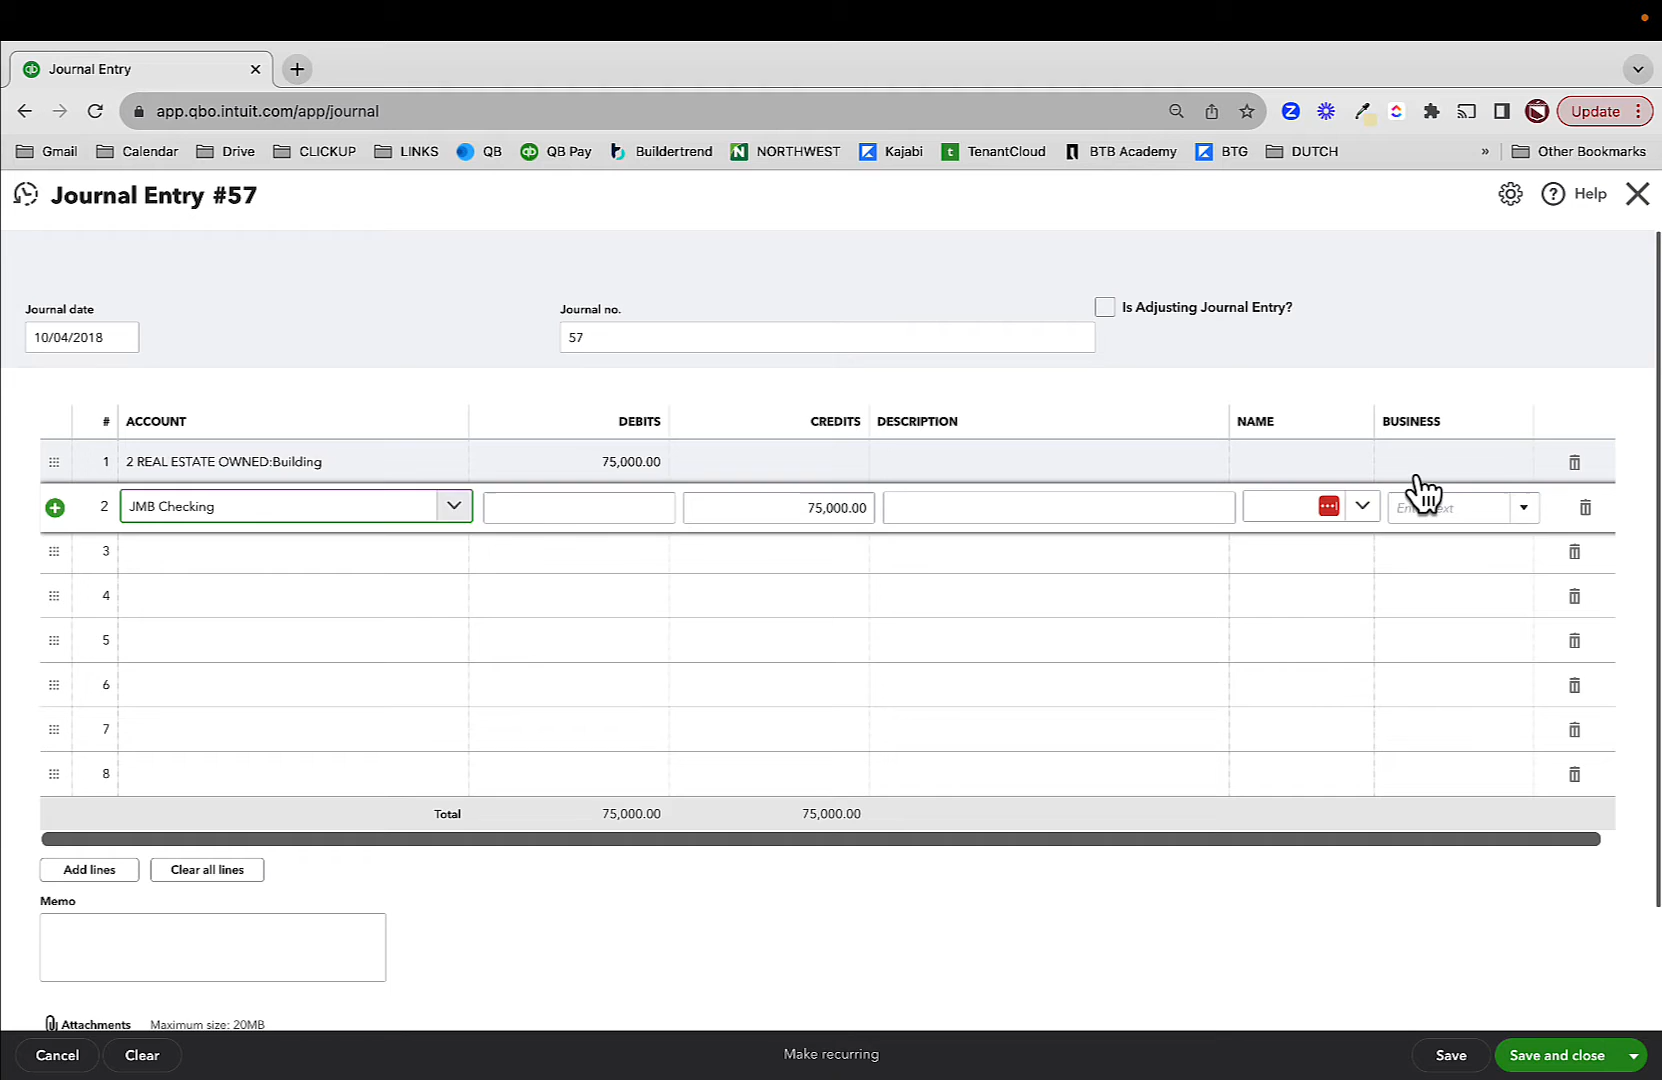 Journal Entry
app.qbo.intuit.com/app/journal
Update
Gmail Calendar Drive CLICKUP LINKS QB QB Pay Buildertrend NORTHWEST Kajabi TenantCloud BTB Academy BTG DUTCH » Other Bookmarks
Journal Entry #57
Help
Journal date
Journal no.
Is Adjusting Journal Entry?
10/04/2018
57
# ACCOUNT DEBITS CREDITS DESCRIPTION NAME BUSINESS
1 2 REAL ESTATE OWNED:Building 75,000.00
2 JMB Checking 75,000.00
3
4
5
6
7
8
Total 75,000.00 75,000.00
Add lines Clear all lines
Memo
Attachments Maximum size: 20MB
Cancel Clear Make recurring Save Save and close